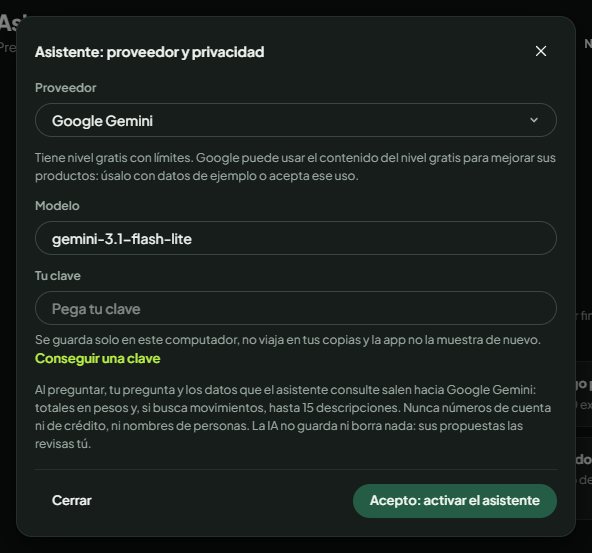 As
Pre
N
Asistente: proveedor y privacidad
Proveedor
Google Gemini
Tiene nivel gratis con límites. Google puede usar el contenido del nivel gratis para mejorar sus
productos: úsalo con datos de ejemplo o acepta ese uso.
Modelo
gemini-3.1-flash-lite
Tu clave
Pega tu clave
Se guarda solo en este computador, no viaja en tus copias y la app no la muestra de nuevo.
Conseguir una clave
Al preguntar, tu pregunta y los datos que el asistente consulte salen hacia Google Gemini:
totales en pesos y, si busca movimientos, hasta 15 descripciones. Nunca números de cuenta
ni de crédito, ni nombres de personas. La IA no guarda ni borra nada: sus propuestas las
revisas tú.
Cerrar
Acepto: activar el asistente